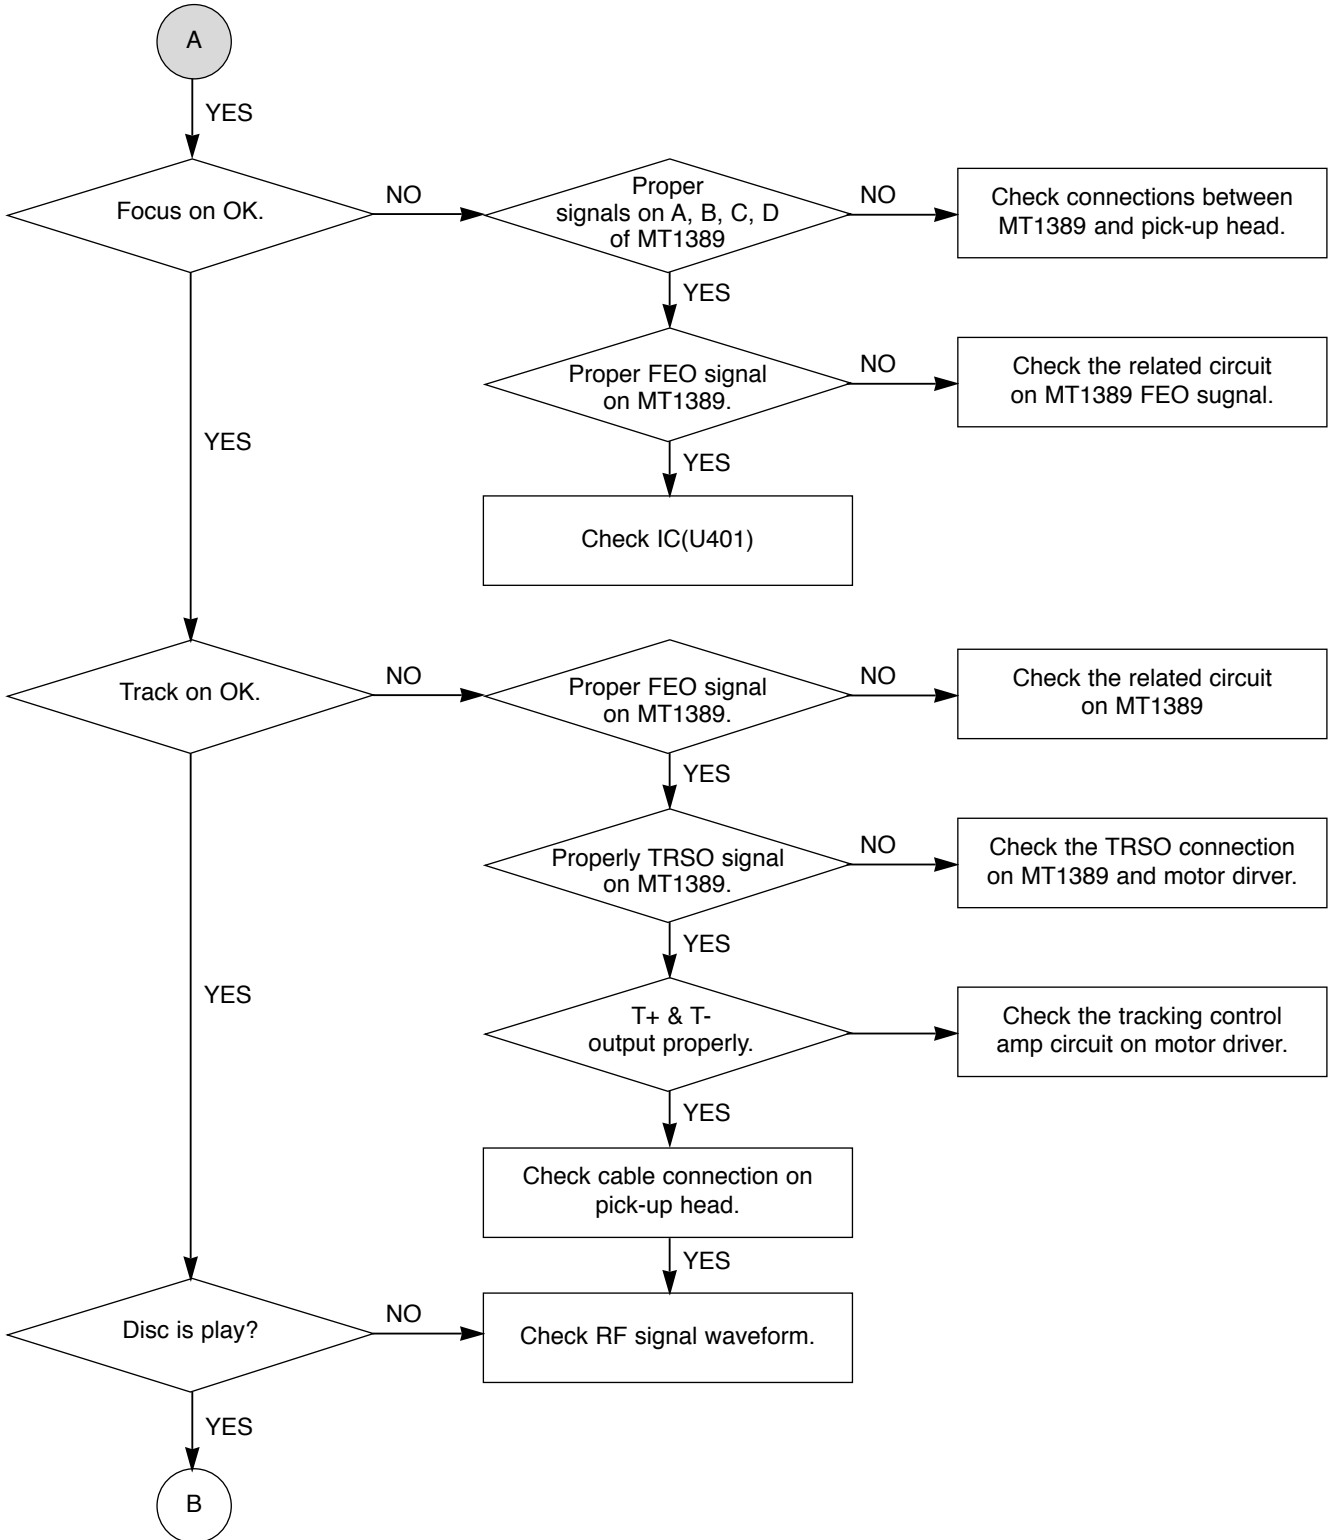 A
YES
Focus on OK.
NO
Proper
signals on A, B, C, D
of MT1389
NO
Check connections between
MT1389 and pick-up head.
YES
Proper FEO signal
on MT1389.
NO
Check the related circuit
on MT1389 FEO sugnal.
YES
YES
Check IC(U401)
Track on OK.
NO
Proper FEO signal
on MT1389.
NO
Check the related circuit
on MT1389
YES
Properly TRSO signal
on MT1389.
NO
Check the TRSO connection
on MT1389 and motor dirver.
YES
YES
T+ & T-
output properly.
Check the tracking control
amp circuit on motor driver.
YES
Check cable connection on
pick-up head.
YES
Disc is play?
NO
Check RF signal waveform.
YES
B